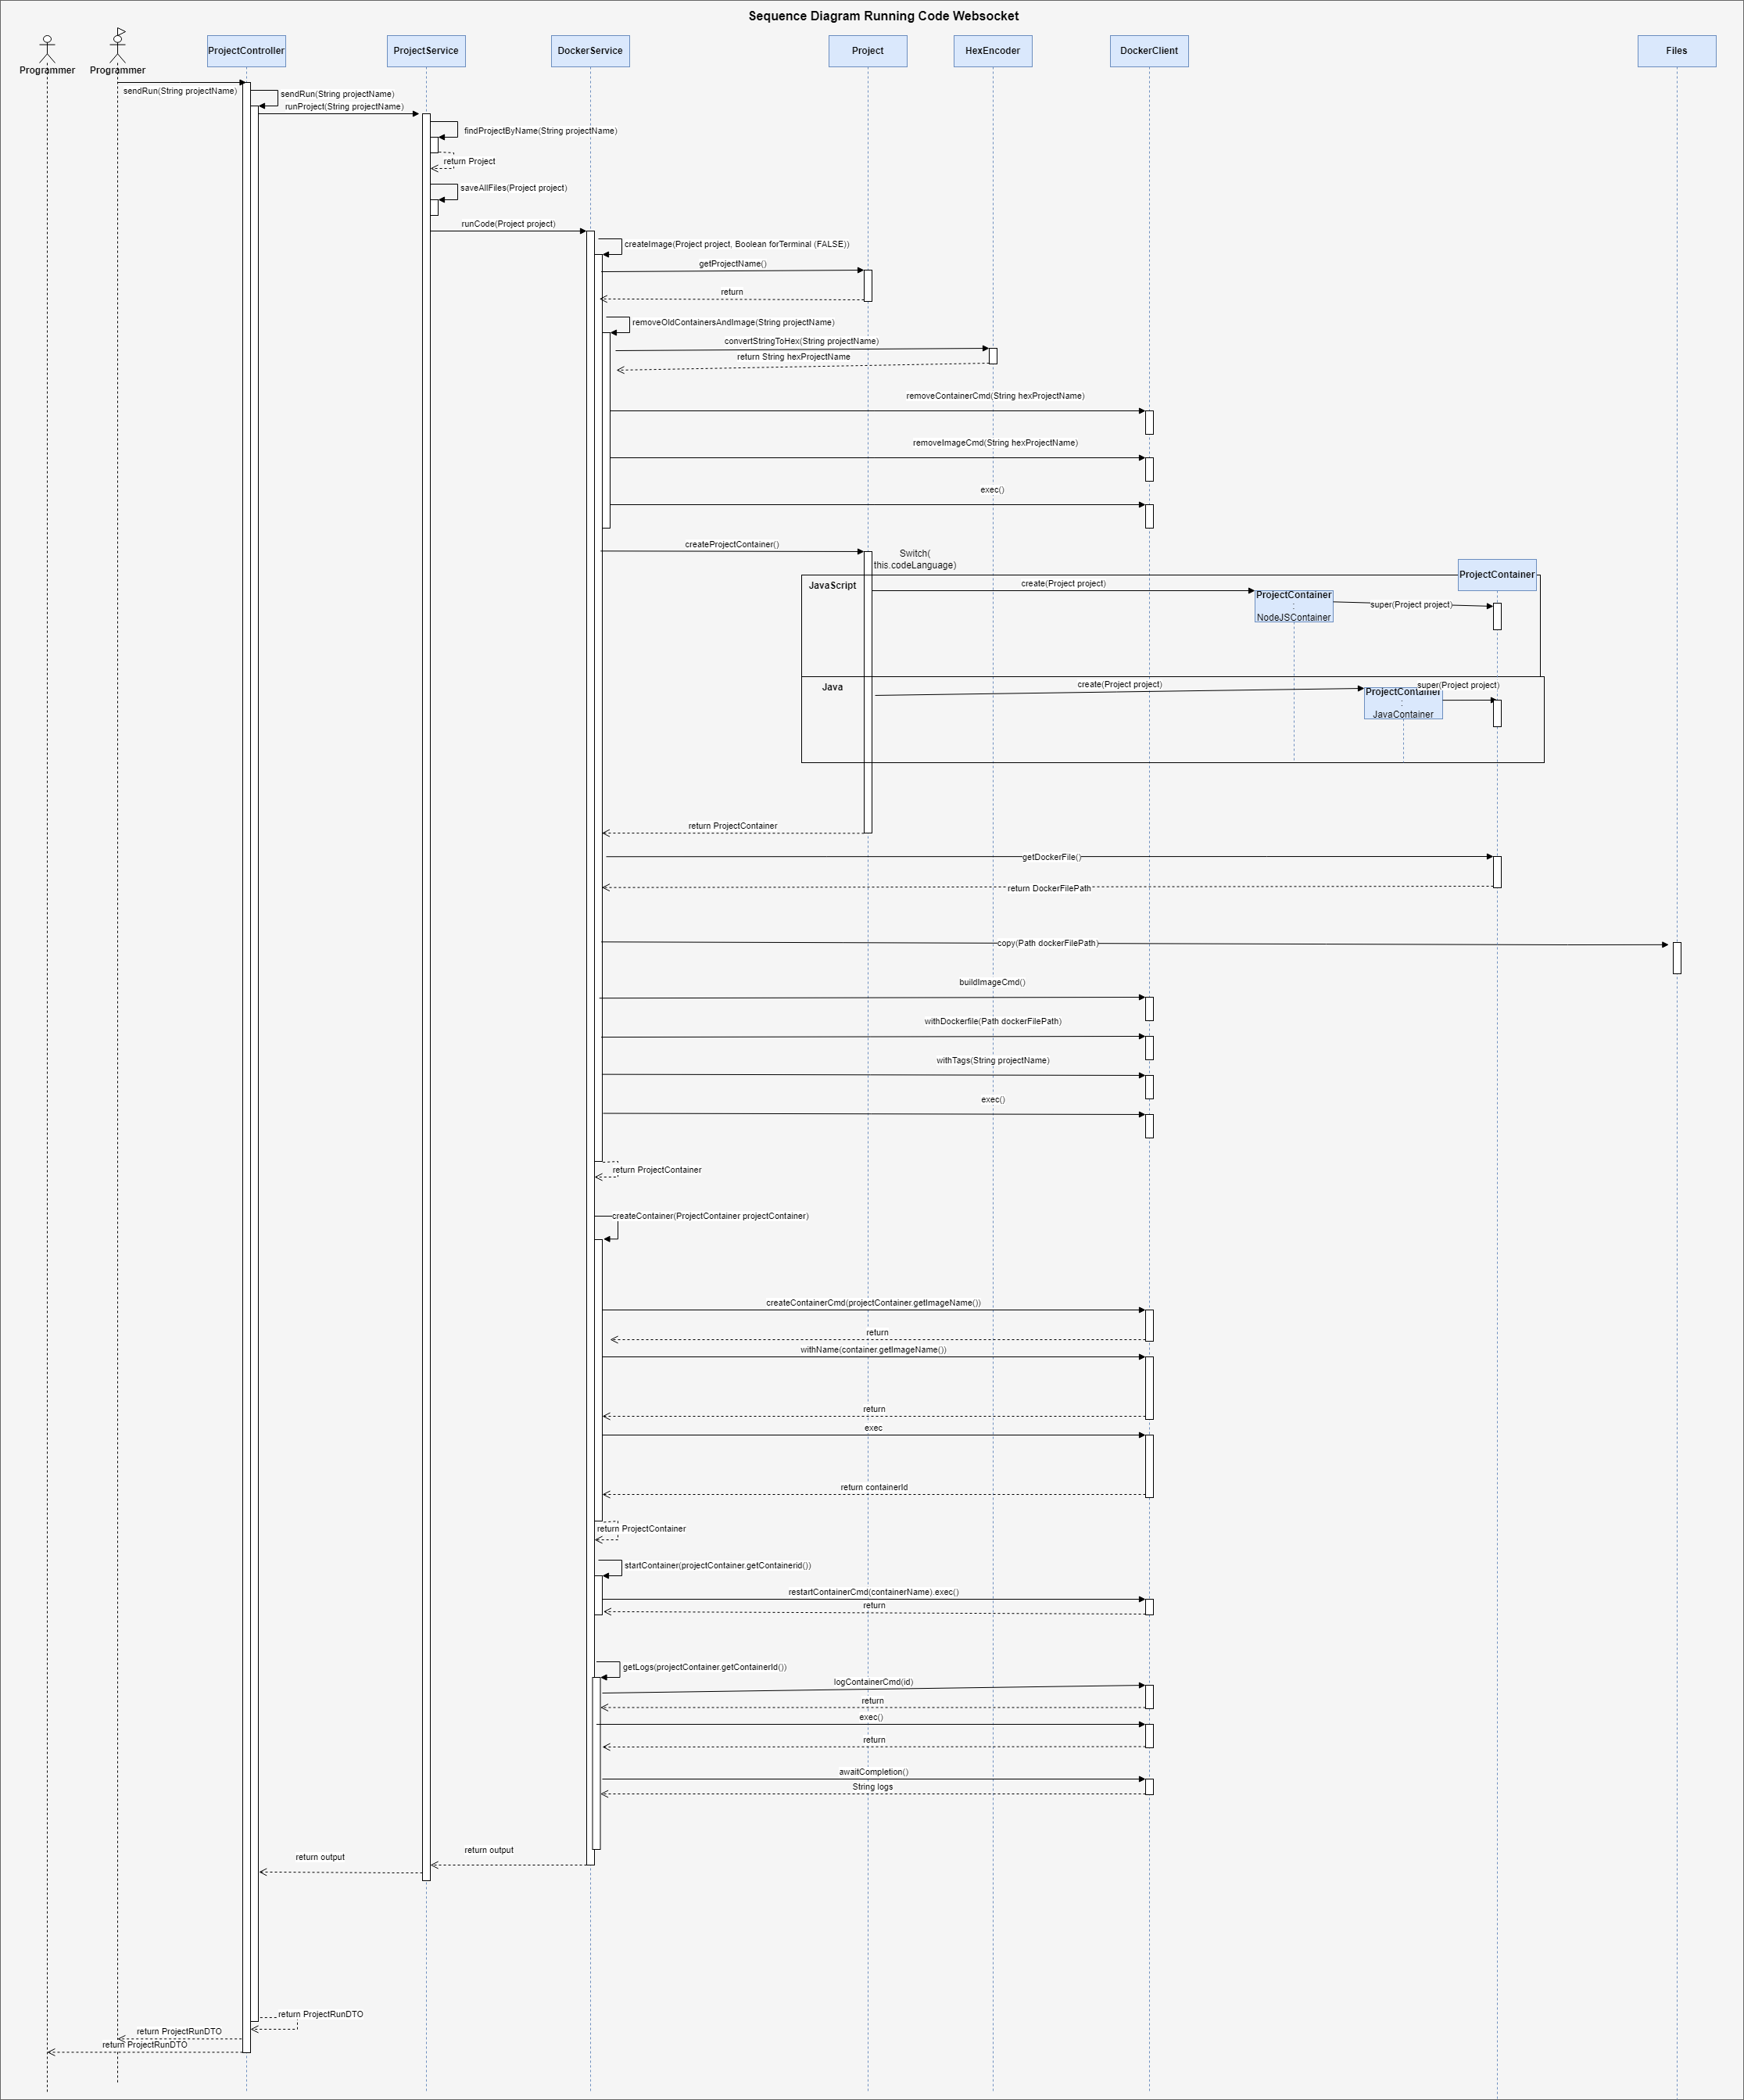 Sequence Diagram Running Code Websocket
Programmer
Programmer
ProjectController
ProjectService
DockerService
Project
HexEncoder
DockerClient
Files
sendRun(String projectName)
sendRun(String projectName)
runProject(String projectName)
findProjectByName(String projectName)
return Project
saveAllFiles(Project project)
runCode(Project project)
createImage(Project project, Boolean forTerminal (FALSE))
getProjectName()
return
removeOldContainersAndImage(String projectName)
convertStringToHex(String projectName)
return String hexProjectName
removeContainerCmd(String hexProjectName)
removeImageCmd(String hexProjectName)
exec()
createProjectContainer()
Switch(
this.codeLanguage)
ProjectContainer
JavaScript
create(Project project)
ProjectContainer
:
NodeJSContainer
super(Project project)
Java
create(Project project)
super(Project project)
ProjectContainer
:
JavaContainer
return ProjectContainer
getDockerFile()
return DockerFilePath
copy(Path dockerFilePath)
buildImageCmd()
withDockerfile(Path dockerFilePath)
withTags(String projectName)
exec()
return ProjectContainer
createContainer(ProjectContainer projectContainer)
createContainerCmd(projectContainer.getImageName())
return
withName(container.getImageName())
return
exec
return containerId
return ProjectContainer
startContainer(projectContainer.getContainerid())
restartContainerCmd(containerName).exec()
return
getLogs(projectContainer.getContainerId())
logContainerCmd(id)
return
exec()
return
awaitCompletion()
String logs
return output
return output
return ProjectRunDTO
return ProjectRunDTO
return ProjectRunDTO